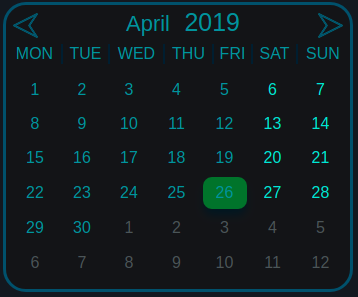 April 2019
MON TUE WED THU FRI SAT SUN
1 2 3 4 5 6 7
8 9 10 11 12 13 14
15 16 17 18 19 20 21
22 23 24 25 26 27 28
29 30 1 2 3 4 5
6 7 8 9 10 11 12